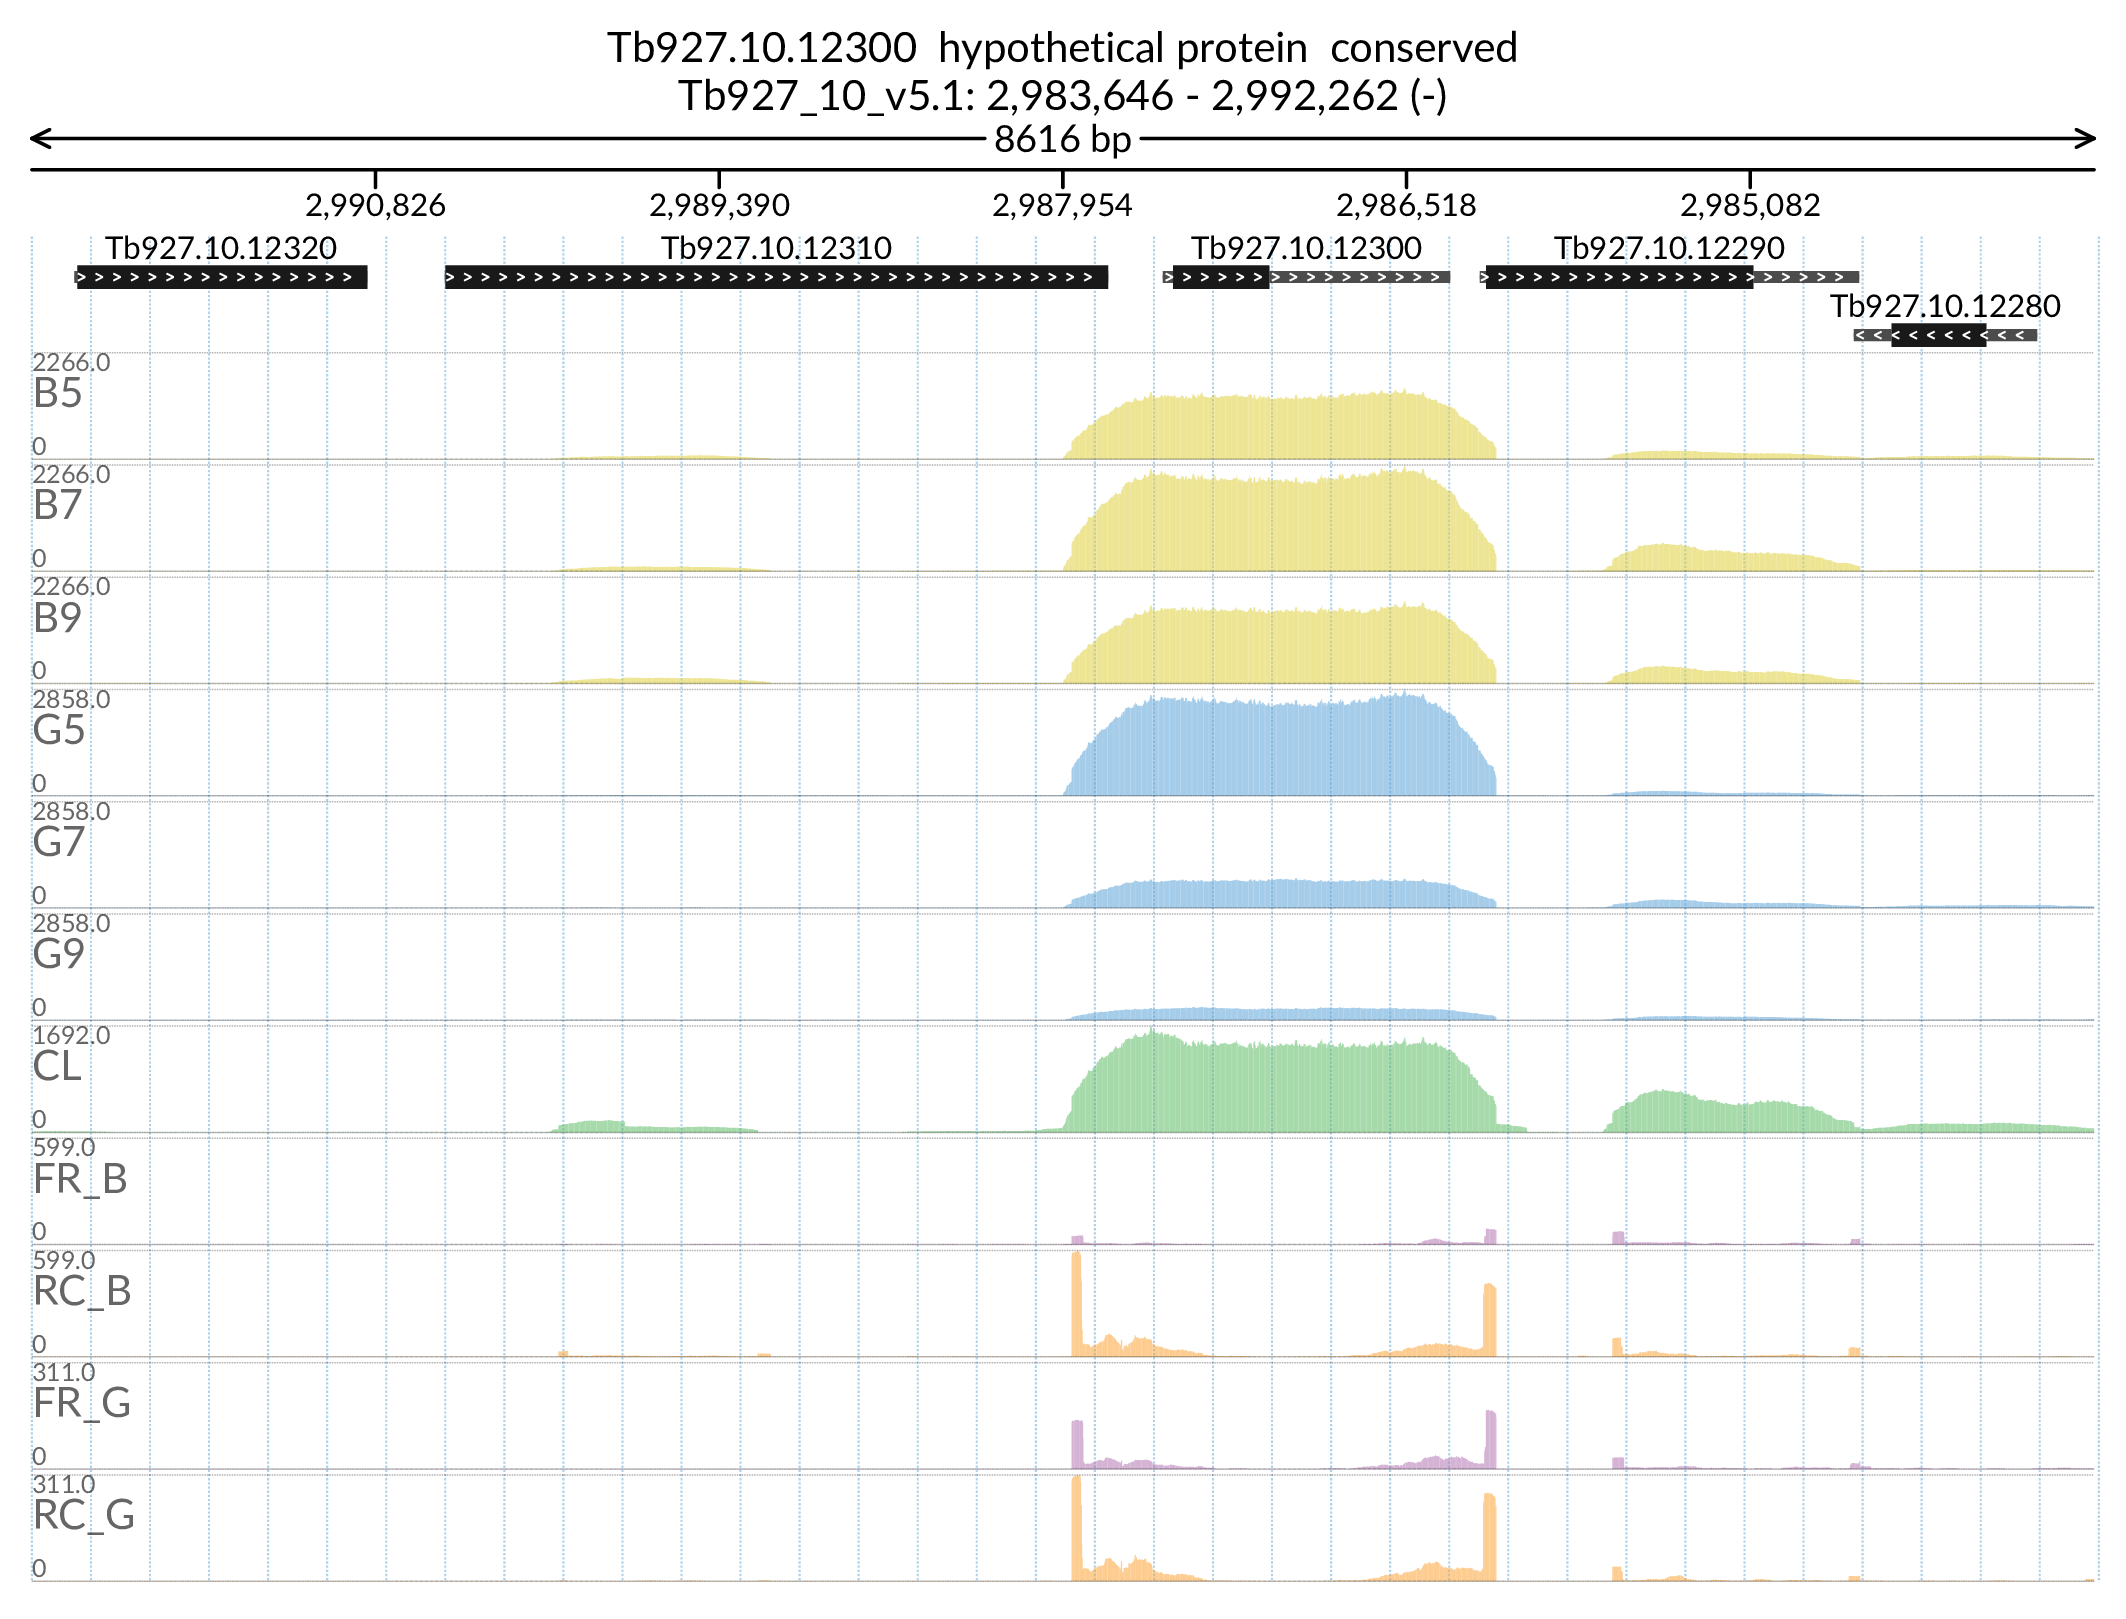 Tb927.10.12300 hypothetical protein conserved
Tb927_10_v5.1: 2,983,646 - 2,992,262 (-)
8616 bp
2,990,826 2,989,390 2,987,954 2,986,518 2,985,082
Tb927.10.12320 Tb927.10.12310 Tb927.10.12300 Tb927.10.12290
Tb927.10.12280
2266.0
B5
0
2266.0
B7
0
2266.0
B9
0
2858.0
G5
0
2858.0
G7
0
2858.0
G9
0
1692.0
CL
0
599.0
FR_B
0
599.0
RC_B
0
311.0
FR_G
0
311.0
RC_G
0